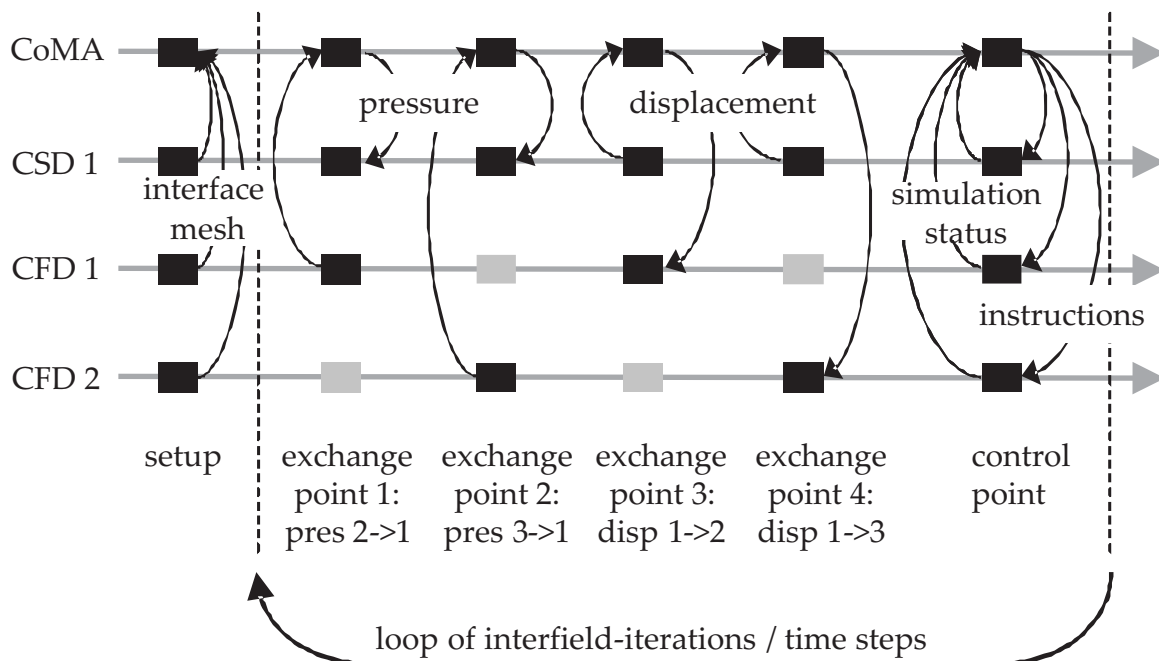 CoMA
pressure
displacement
CSD 1
interface
mesh
simulation
status
CFD 1
instructions
CFD 2
setup
exchange
point 1:
pres 2->1
exchange
point 2:
pres 3->1
exchange
point 3:
disp 1->2
exchange
point 4:
disp 1->3
control
point
loop of interfield-iterations / time steps